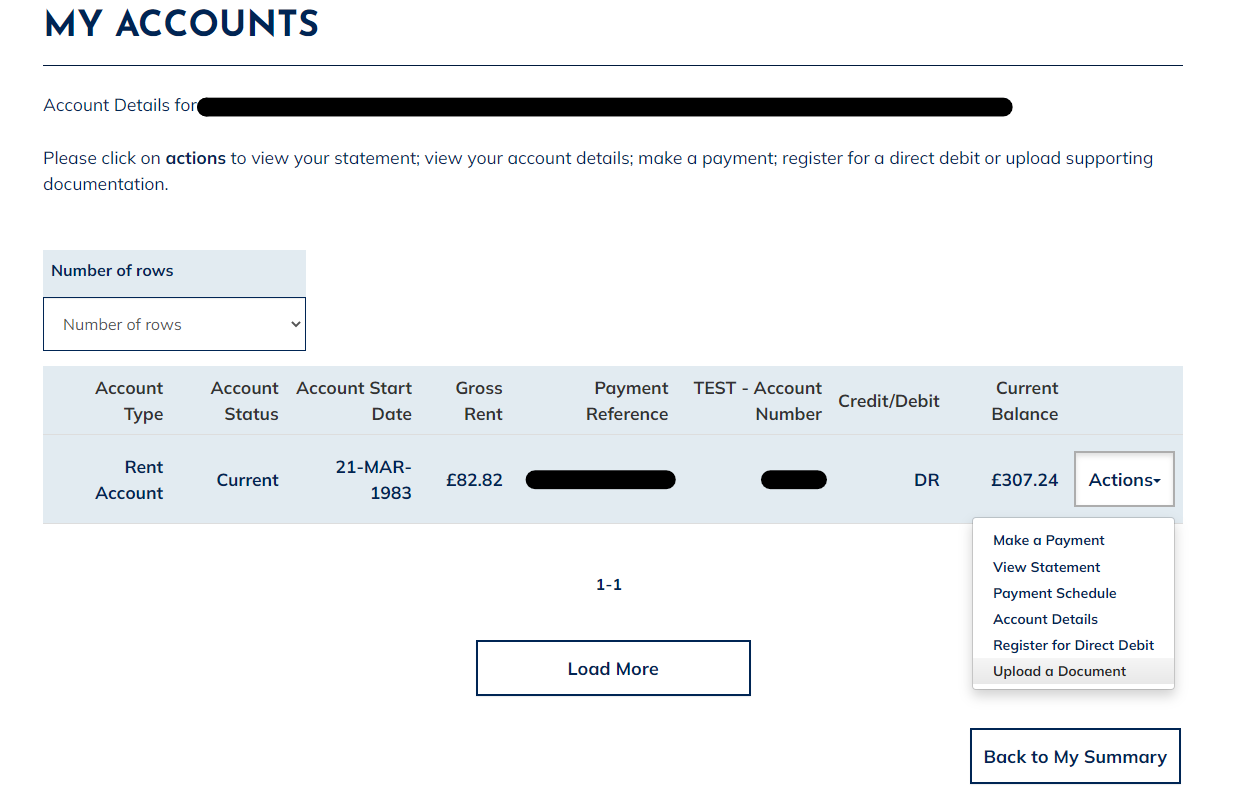 MY ACCOUNTS
Account Details for
Please click on actions to view your statement; view your account details; make a payment; register for a direct debit or upload supporting
documentation.
Number of rows
Number of rows
Account Type
Account Status
Account Start Date
Gross Rent
Payment Reference
TEST - Account Number
Credit/Debit
Current Balance
Rent Account
Current
21-MAR-1983
£82.82
DR
£307.24
Actions
Make a Payment
View Statement
Payment Schedule
Account Details
Register for Direct Debit
Upload a Document
1-1
Load More
Back to My Summary